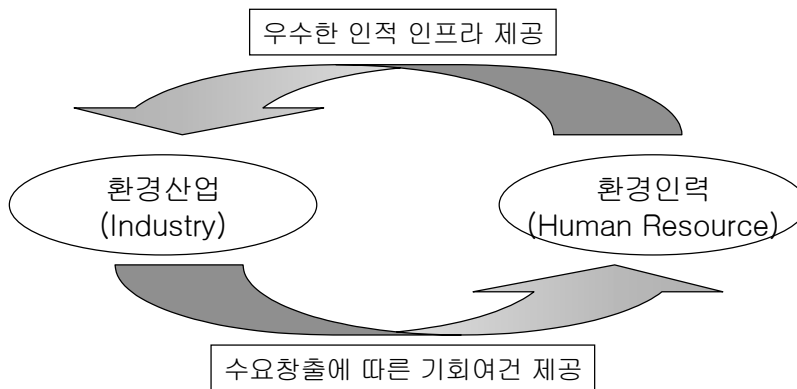 우수한 인적 인프라 제공
환경산업
(Industry)
환경인력
(Human Resource)
수요창출에 따른 기회여건 제공